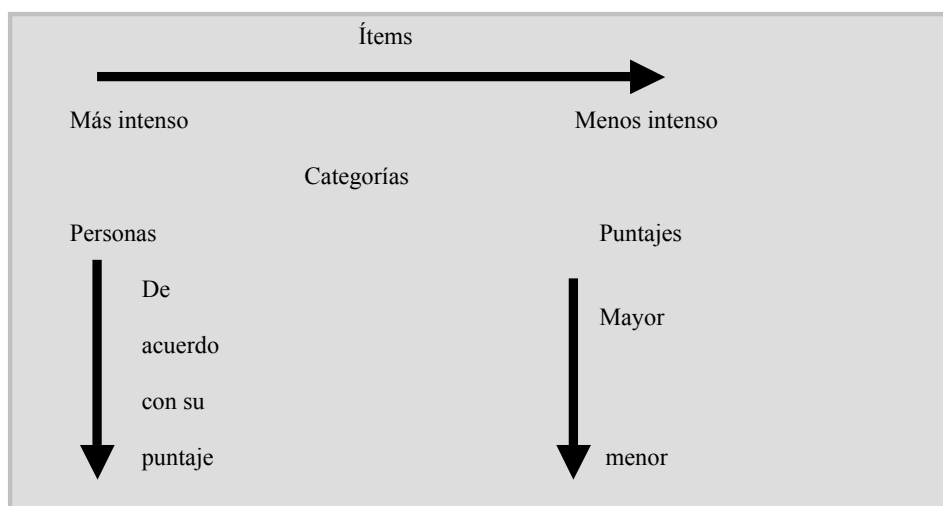 Ítems
Más intenso Menos intenso
Categorías
Personas Puntajes
De
Mayor
acuerdo
con su
puntaje menor